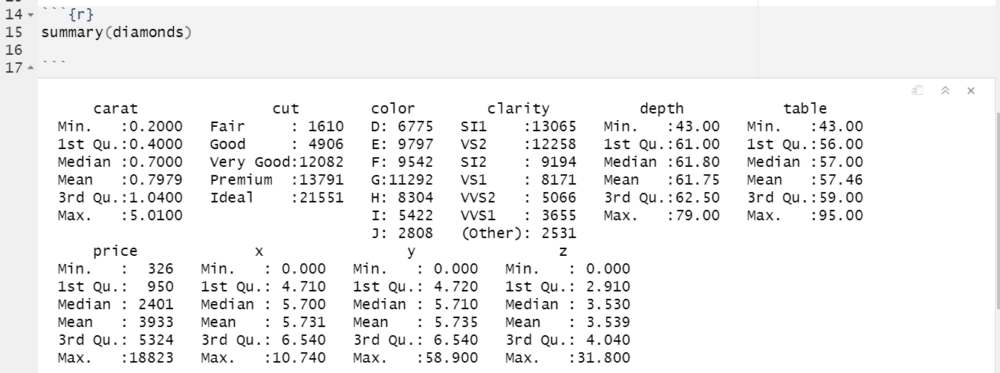 14 ```{r}
15 summary(diamonds)
16
17 ```
     carat               cut        color        clarity          depth           table
 Min.   :0.2000   Fair     : 1610   D: 6775   SI1    :13065   Min.   :43.00   Min.   :43.00
 1st Qu.:0.4000   Good     : 4906   E: 9797   VS2    :12258   1st Qu.:61.00   1st Qu.:56.00
 Median :0.7000   Very Good:12082   F: 9542   SI2    : 9194   Median :61.80   Median :57.00
 Mean   :0.7979   Premium  :13791   G:11292   VS1    : 8171   Mean   :61.75   Mean   :57.46
 3rd Qu.:1.0400   Ideal    :21551   H: 8304   VVS2   : 5066   3rd Qu.:62.50   3rd Qu.:59.00
 Max.   :5.0100                     I: 5422   VVS1   : 3655   Max.   :79.00   Max.   :95.00
                                    J: 2808   (Other): 2531
     price             x                y                z
 Min.   :  326   Min.   : 0.000   Min.   : 0.000   Min.   : 0.000
 1st Qu.:  950   1st Qu.: 4.710   1st Qu.: 4.720   1st Qu.: 2.910
 Median : 2401   Median : 5.700   Median : 5.710   Median : 3.530
 Mean   : 3933   Mean   : 5.731   Mean   : 5.735   Mean   : 3.539
 3rd Qu.: 5324   3rd Qu.: 6.540   3rd Qu.: 6.540   3rd Qu.: 4.040
 Max.   :18823   Max.   :10.740   Max.   :58.900   Max.   :31.800